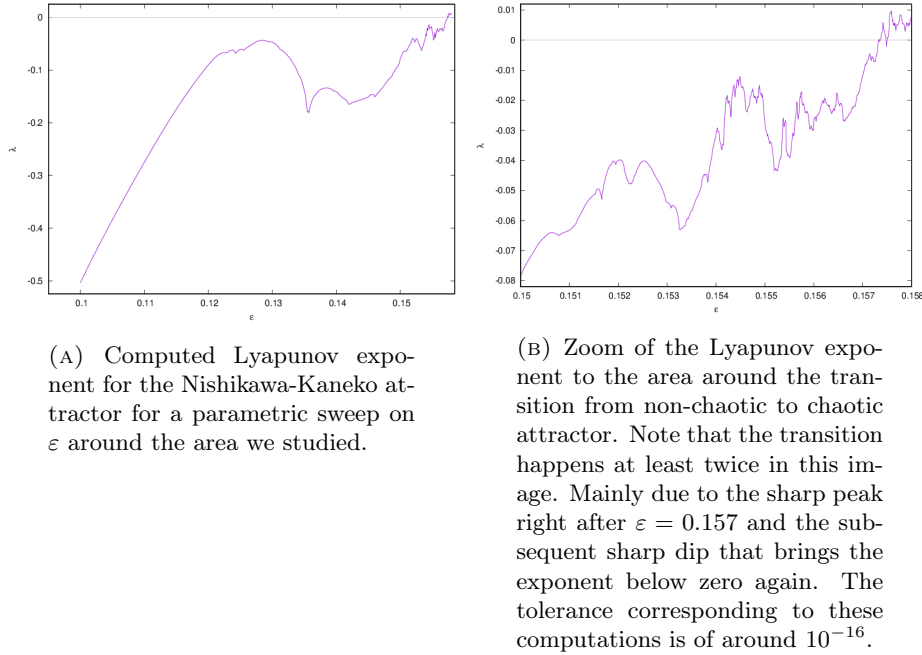 0
-0.1
-0.2
-0.3
-0.4
-0.5
λ
0.1 0.11 0.12 0.13 0.14 0.15
ε
(A) Computed Lyapunov expo-
nent for the Nishikawa-Kaneko at-
tractor for a parametric sweep on
ε around the area we studied.
0.01
0
-0.01
-0.02
-0.03
-0.04
-0.05
-0.06
-0.07
-0.08
λ
0.15 0.151 0.152 0.153 0.154 0.155 0.156 0.157 0.158
ε
(B) Zoom of the Lyapunov expo-
nent to the area around the tran-
sition from non-chaotic to chaotic
attractor. Note that the transition
happens at least twice in this im-
age. Mainly due to the sharp peak
right after ε = 0.157 and the sub-
sequent sharp dip that brings the
exponent below zero again. The
tolerance corresponding to these
computations is of around 10⁻¹⁶.